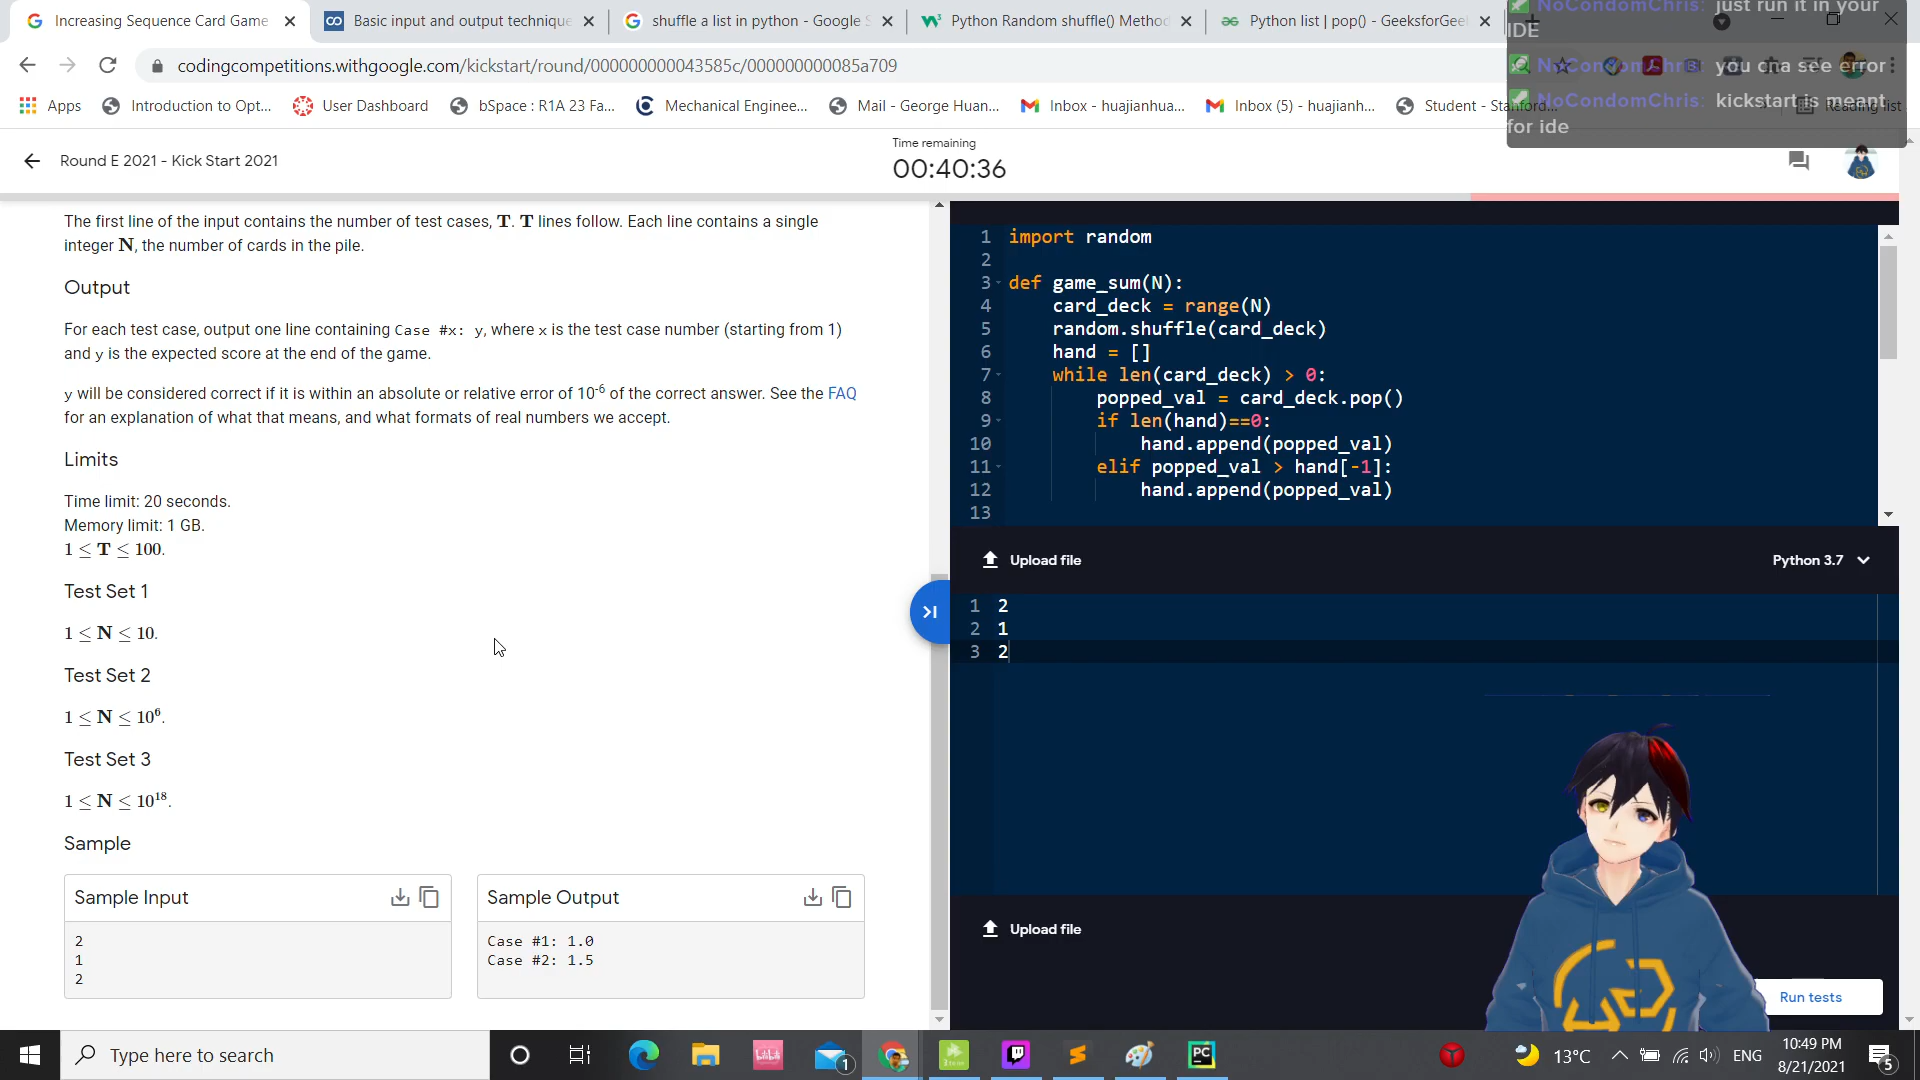 Increasing Sequence Card Game
Basic input and output technique
shuffle a list in python - Google S
Python Random shuffle() Method
Python list | pop() - GeeksforGeek
NoCondomChris: just run it in your
IDE
NoCondomChris: you cna see error
NoCondomChris: kickstart is meant
for ide
codingcompetitions.withgoogle.com/kickstart/round/000000000043585c/000000000085a709
Apps
Introduction to Opt...
User Dashboard
bSpace : R1A 23 Fa...
Mechanical Enginee...
Mail - George Huan...
Inbox - huajianhua...
Inbox (5) - huajianh...
Student - Stanford...
Reading list
Round E 2021 - Kick Start 2021
Time remaining
00:40:36
The first line of the input contains the number of test cases, T. T lines follow. Each line contains a single
integer N, the number of cards in the pile.
Output
For each test case, output one line containing Case #x: y, where x is the test case number (starting from 1)
and y is the expected score at the end of the game.
y will be considered correct if it is within an absolute or relative error of 10⁻⁶ of the correct answer. See the FAQ
for an explanation of what that means, and what formats of real numbers we accept.
Limits
Time limit: 20 seconds.
Memory limit: 1 GB.
1 ≤ T ≤ 100.
Test Set 1
1 ≤ N ≤ 10.
Test Set 2
1 ≤ N ≤ 10⁶.
Test Set 3
1 ≤ N ≤ 10¹⁸.
Sample
Sample Input
2
1
2
Sample Output
Case #1: 1.0
Case #2: 1.5
1 import random
2
3 def game_sum(N):
4 card_deck = range(N)
5 random.shuffle(card_deck)
6 hand = []
7 while len(card_deck) > 0:
8 popped_val = card_deck.pop()
9 if len(hand)==0:
10 hand.append(popped_val)
11 elif popped_val > hand[-1]:
12 hand.append(popped_val)
13
Upload file
Python 3.7
1 2
2 1
3 2
Upload file
Run tests
Type here to search
1
PC
13°C
ENG
10:49 PM
8/21/2021
5